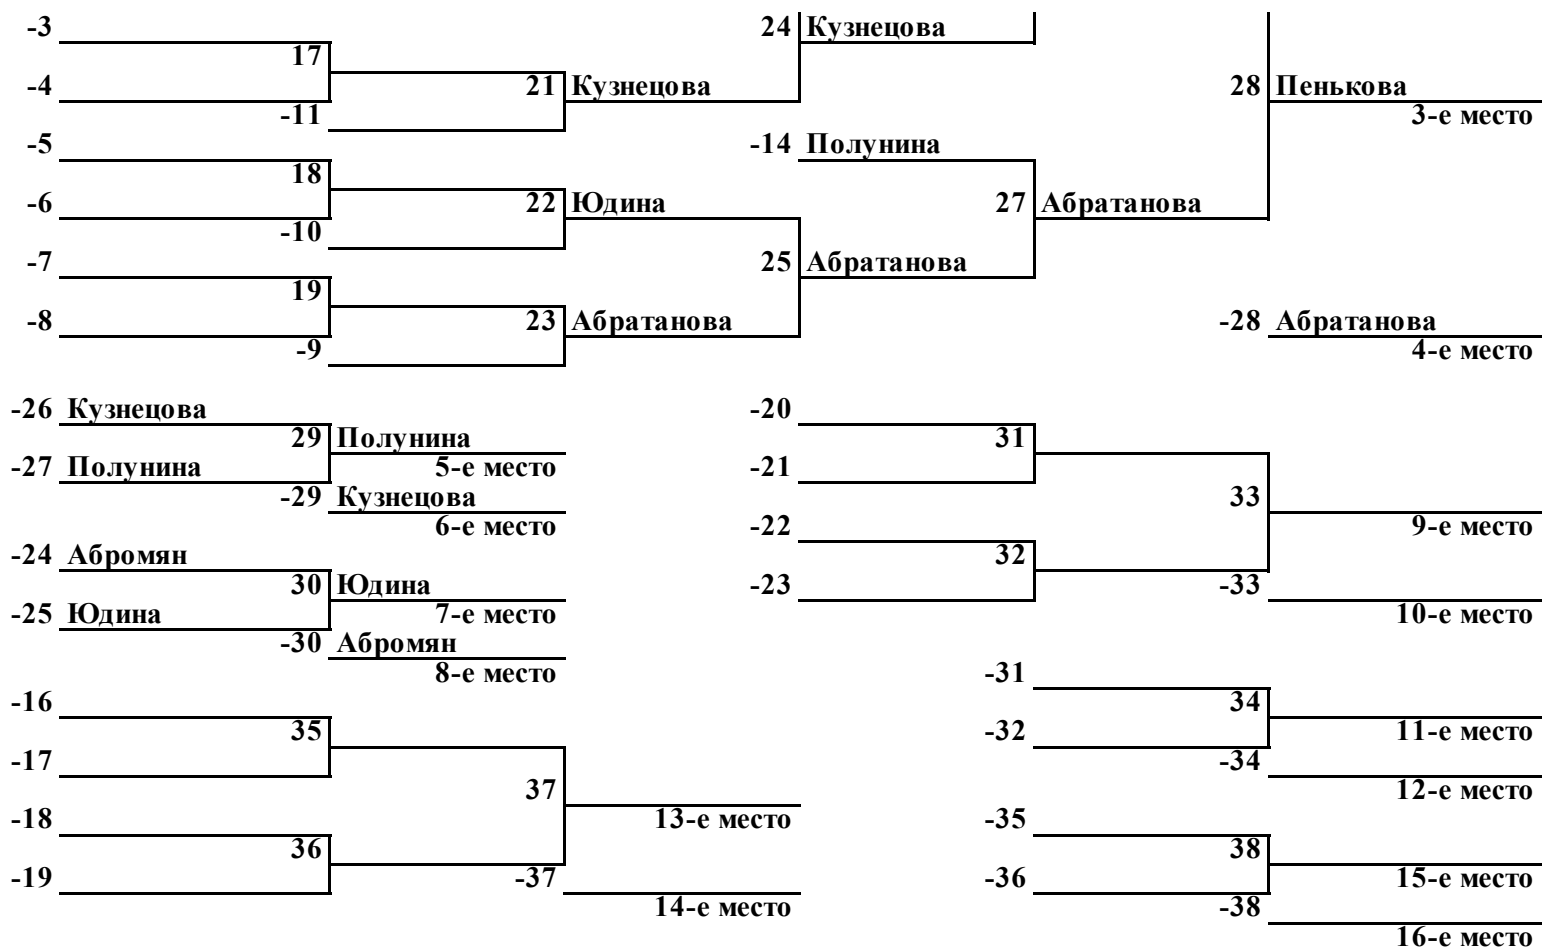 -3
24 Кузнецова
17
-4
21 Кузнецова
28 Пенькова
-11
3-е место
-5
-14 Полунина
18
-6
22 Юдина
27 Абратанова
-10
-7
25 Абратанова
19
-8
23 Абратанова
-28 Абратанова
-9
4-е место
-26 Кузнецова
-20
29 Полунина
31
-27 Полунина
5-е место
-21
-29 Кузнецова
33
6-е место
-22
9-е место
-24 Абромян
32
30 Юдина
-23
-33
-25 Юдина
7-е место
10-е место
-30 Абромян
8-е место
-31
-16
34
35
-32
11-е место
-17
-34
37
12-е место
-18
13-е место
-35
36
38
-19
-37
-36
15-е место
14-е место
-38
16-е место